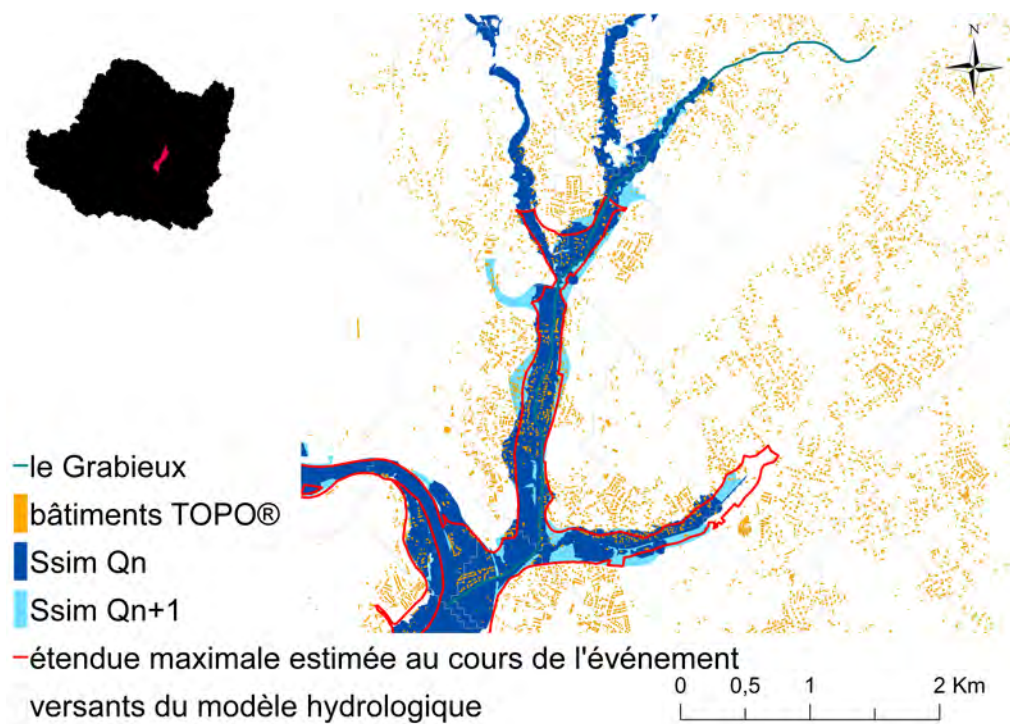 N
le Grabieux
bâtiments TOPO®
Ssim Qn
Ssim Qn+1
étendue maximale estimée au cours de l'événement
versants du modèle hydrologique
0 0,5 1 2 Km